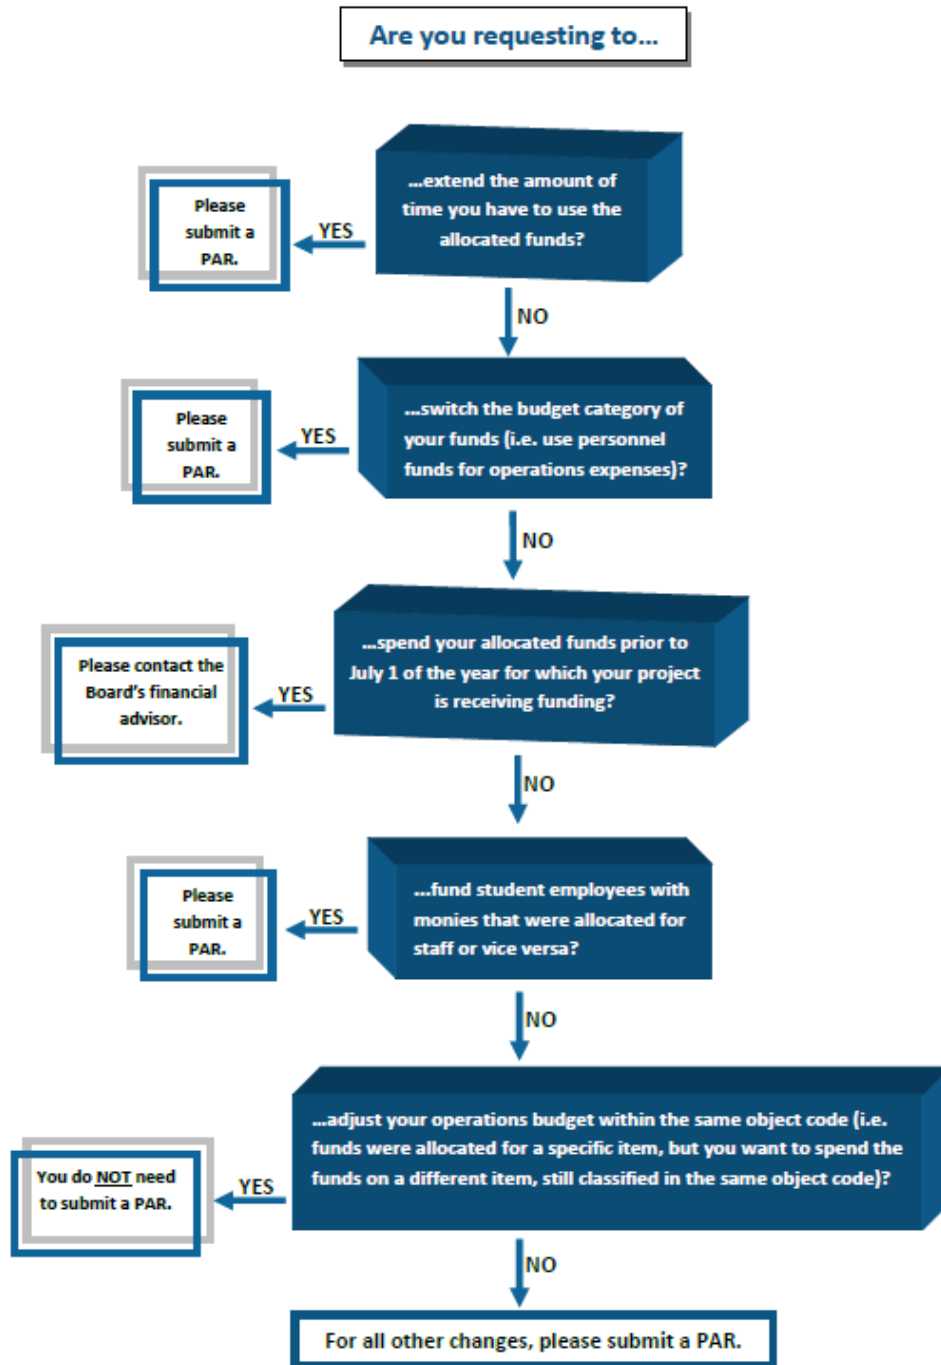 Are you requesting to...
...extend the amount of
time you have to use the
allocated funds?
YES
Please
submit a
PAR.
NO
...switch the budget category of
your funds (i.e. use personnel
funds for operations expenses)?
YES
Please
submit a
PAR.
NO
...spend your allocated funds prior to
July 1 of the year for which your project
is receiving funding?
YES
Please contact the
Board's financial
advisor.
NO
...fund student employees with
monies that were allocated for
staff or vice versa?
YES
Please
submit a
PAR.
NO
...adjust your operations budget within the same object code (i.e.
funds were allocated for a specific item, but you want to spend the
funds on a different item, still classified in the same object code)?
YES
You do NOT need
to submit a PAR.
NO
For all other changes, please submit a PAR.